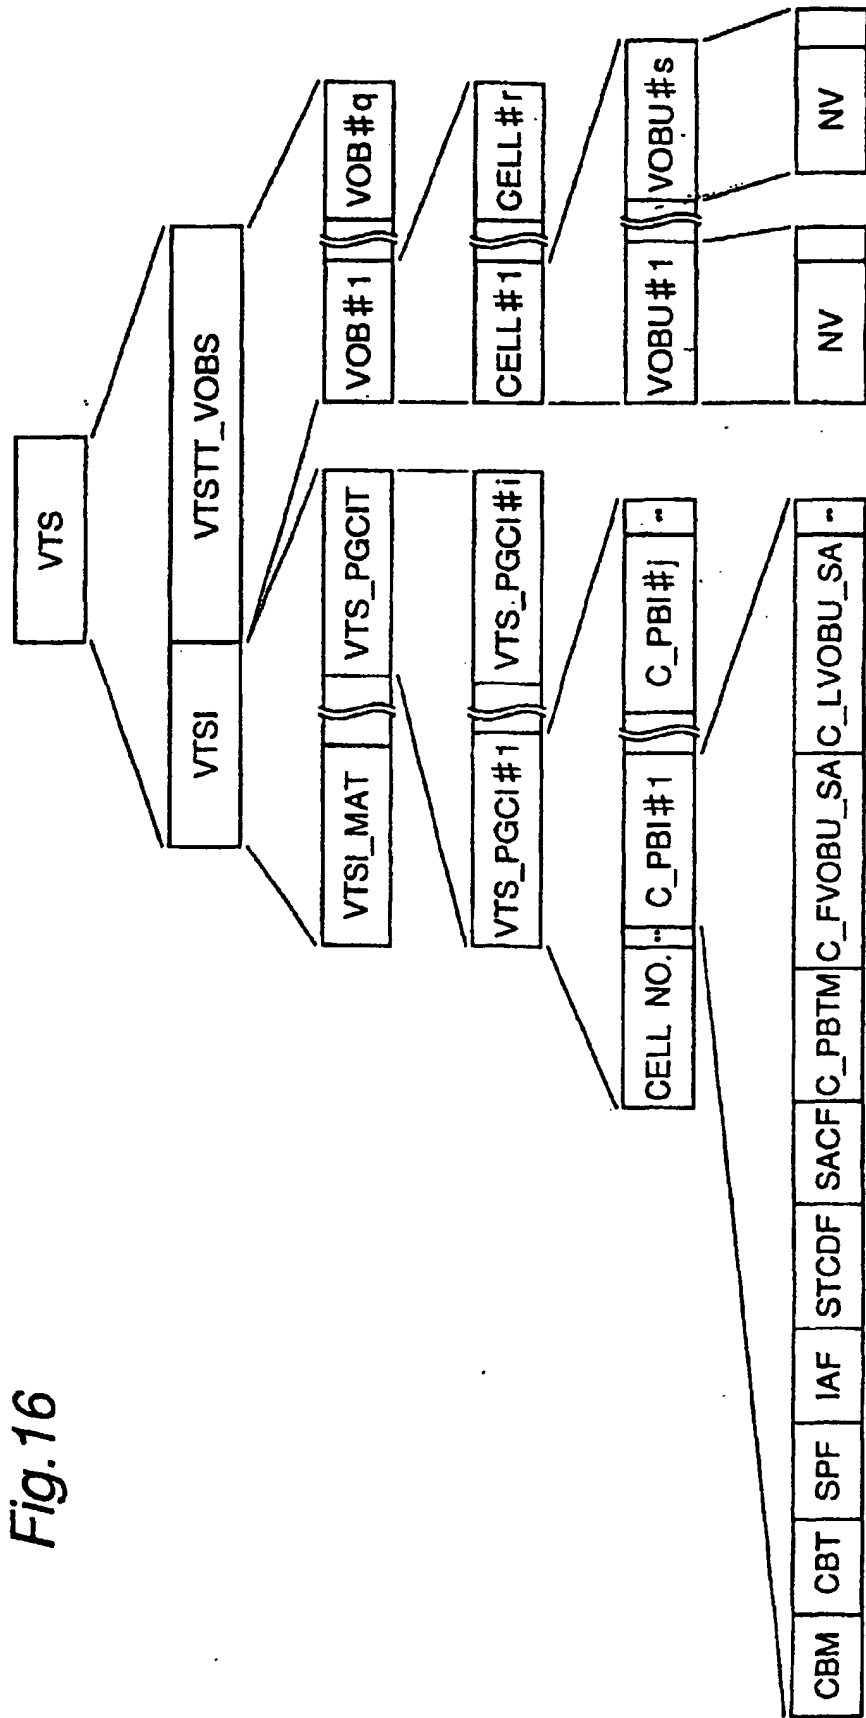 Fig.16
VTS
VTSI VTSTT_VOBS
VTSI_MAT VTS_PGCIT VOB#1 VOB#q
VTS_PGCI#1 VTS_PGCI#i CELL#1 CELL#r
CELL NO. •• C_PBI#1 C_PBI#j •• VOBU#1 VOBU#s
CBM CBT SPF IAF STCDF SACF C_PBTM C_FVOBU_SA C_LVOBU_SA •• NV NV